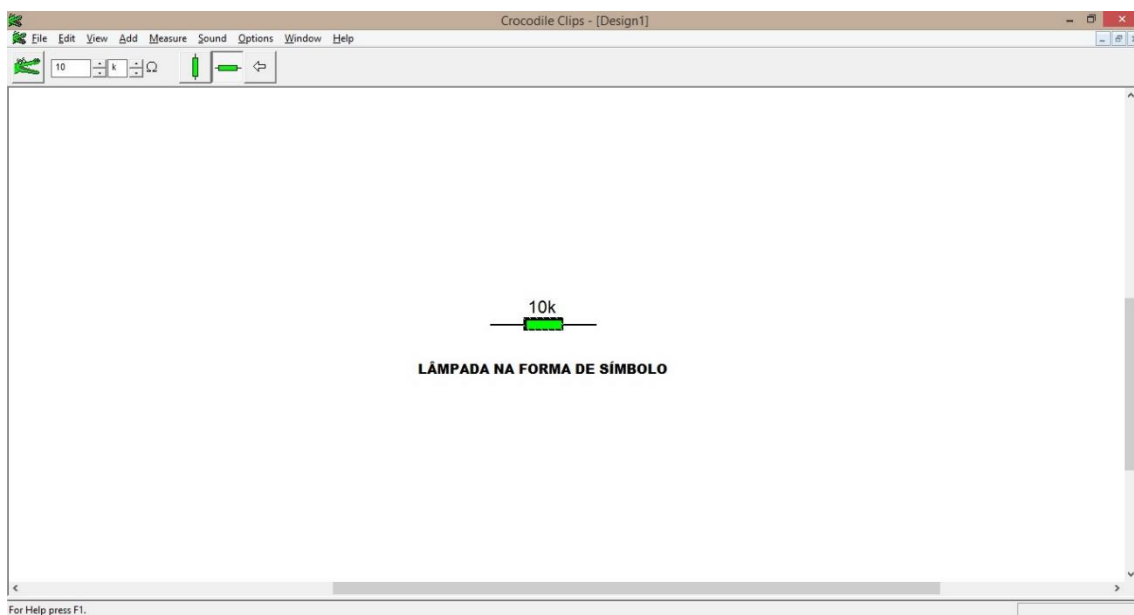 Crocodile Clips - [Design1]
File Edit View Add Measure Sound Options Window Help
10 k Ω
10k
LÂMPADA NA FORMA DE SÍMBOLO
For Help press F1.